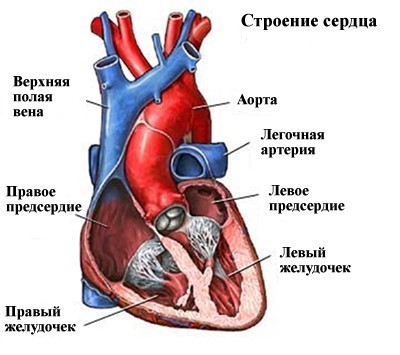 Строение сердца
Верхняя
полая
вена
Аорта
Легочная
артерия
Правое
предсердие
Левое
предсердие
Левый
желудочек
Правый
желудочек